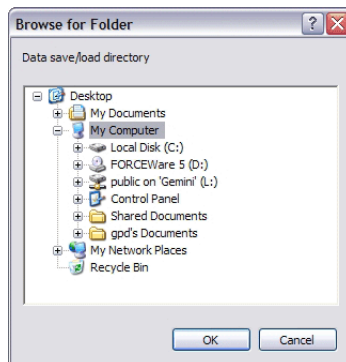 Browse for Folder
Data save/load directory
Desktop
My Documents
My Computer
Local Disk (C:)
FORCEWare 5 (D:)
public on 'Gemini' (L:)
Control Panel
Shared Documents
gpd's Documents
My Network Places
Recycle Bin
OK Cancel